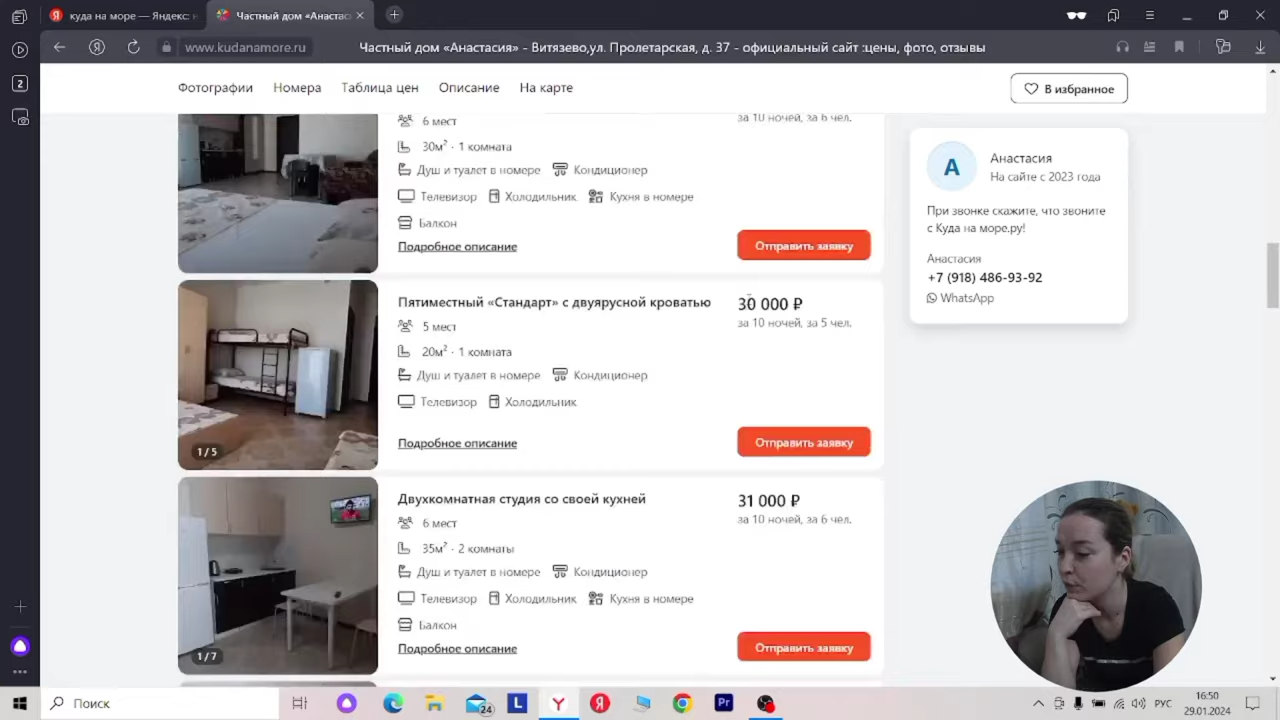 куда на море — Яндекс: н
Частный дом «Анастас
www.kudanamore.ru
Частный дом «Анастасия» - Витязево,ул. Пролетарская, д. 37 - официальный сайт :цены, фото, отзывы
2
Фотографии
Номера
Таблица цен
Описание
На карте
В избранное
6 мест
за 10 ночей, за 6 чел.
30м² · 1 комната
Душ и туалет в номере
Кондиционер
Телевизор
Холодильник
Кухня в номере
Балкон
Подробное описание
Отправить заявку
А
Анастасия
На сайте с 2023 года
При звонке скажите, что звоните
с Куда на море.ру!
Анастасия
+7 (918) 486-93-92
WhatsApp
Пятиместный «Стандарт» с двуярусной кроватью
30 000 ₽
за 10 ночей, за 5 чел.
5 мест
20м² · 1 комната
Душ и туалет в номере
Кондиционер
Телевизор
Холодильник
Подробное описание
Отправить заявку
1 / 5
Двухкомнатная студия со своей кухней
31 000 ₽
за 10 ночей, за 6 чел.
6 мест
35м² · 2 комнаты
Душ и туалет в номере
Кондиционер
Телевизор
Холодильник
Кухня в номере
Балкон
Подробное описание
Отправить заявку
1 / 7
Поиск
24
L
Y
Я
Pr
РУС
16:50
29.01.2024